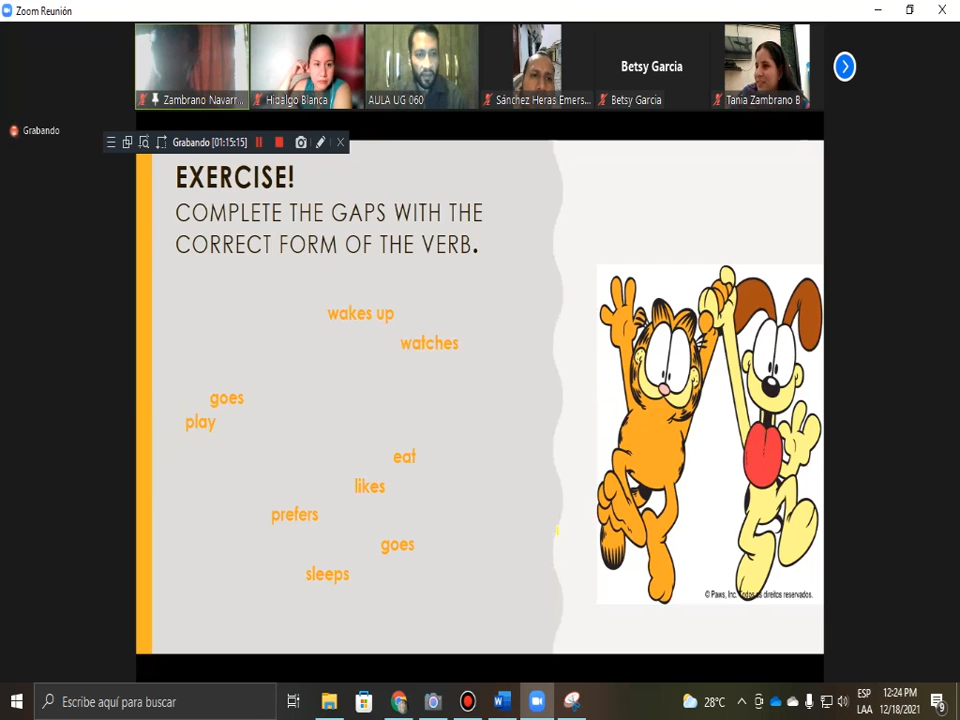 Zoom Reunión
Zambrano Navarr...
Hidalgo Blanca
AULA UG 060
Sánchez Heras Emers...
Betsy Garcia
Betsy Garcia
Tania Zambrano B
Grabando
Grabando [01:15:15]
EXERCISE!
COMPLETE THE GAPS WITH THE
CORRECT FORM OF THE VERB.
wakes up
watches
goes
play
eat
likes
prefers
goes
sleeps
© Paws, Inc. Todos os direitos reservados.
Escribe aquí para buscar
28°C
ESP
LAA
12:24 PM
12/18/2021
9